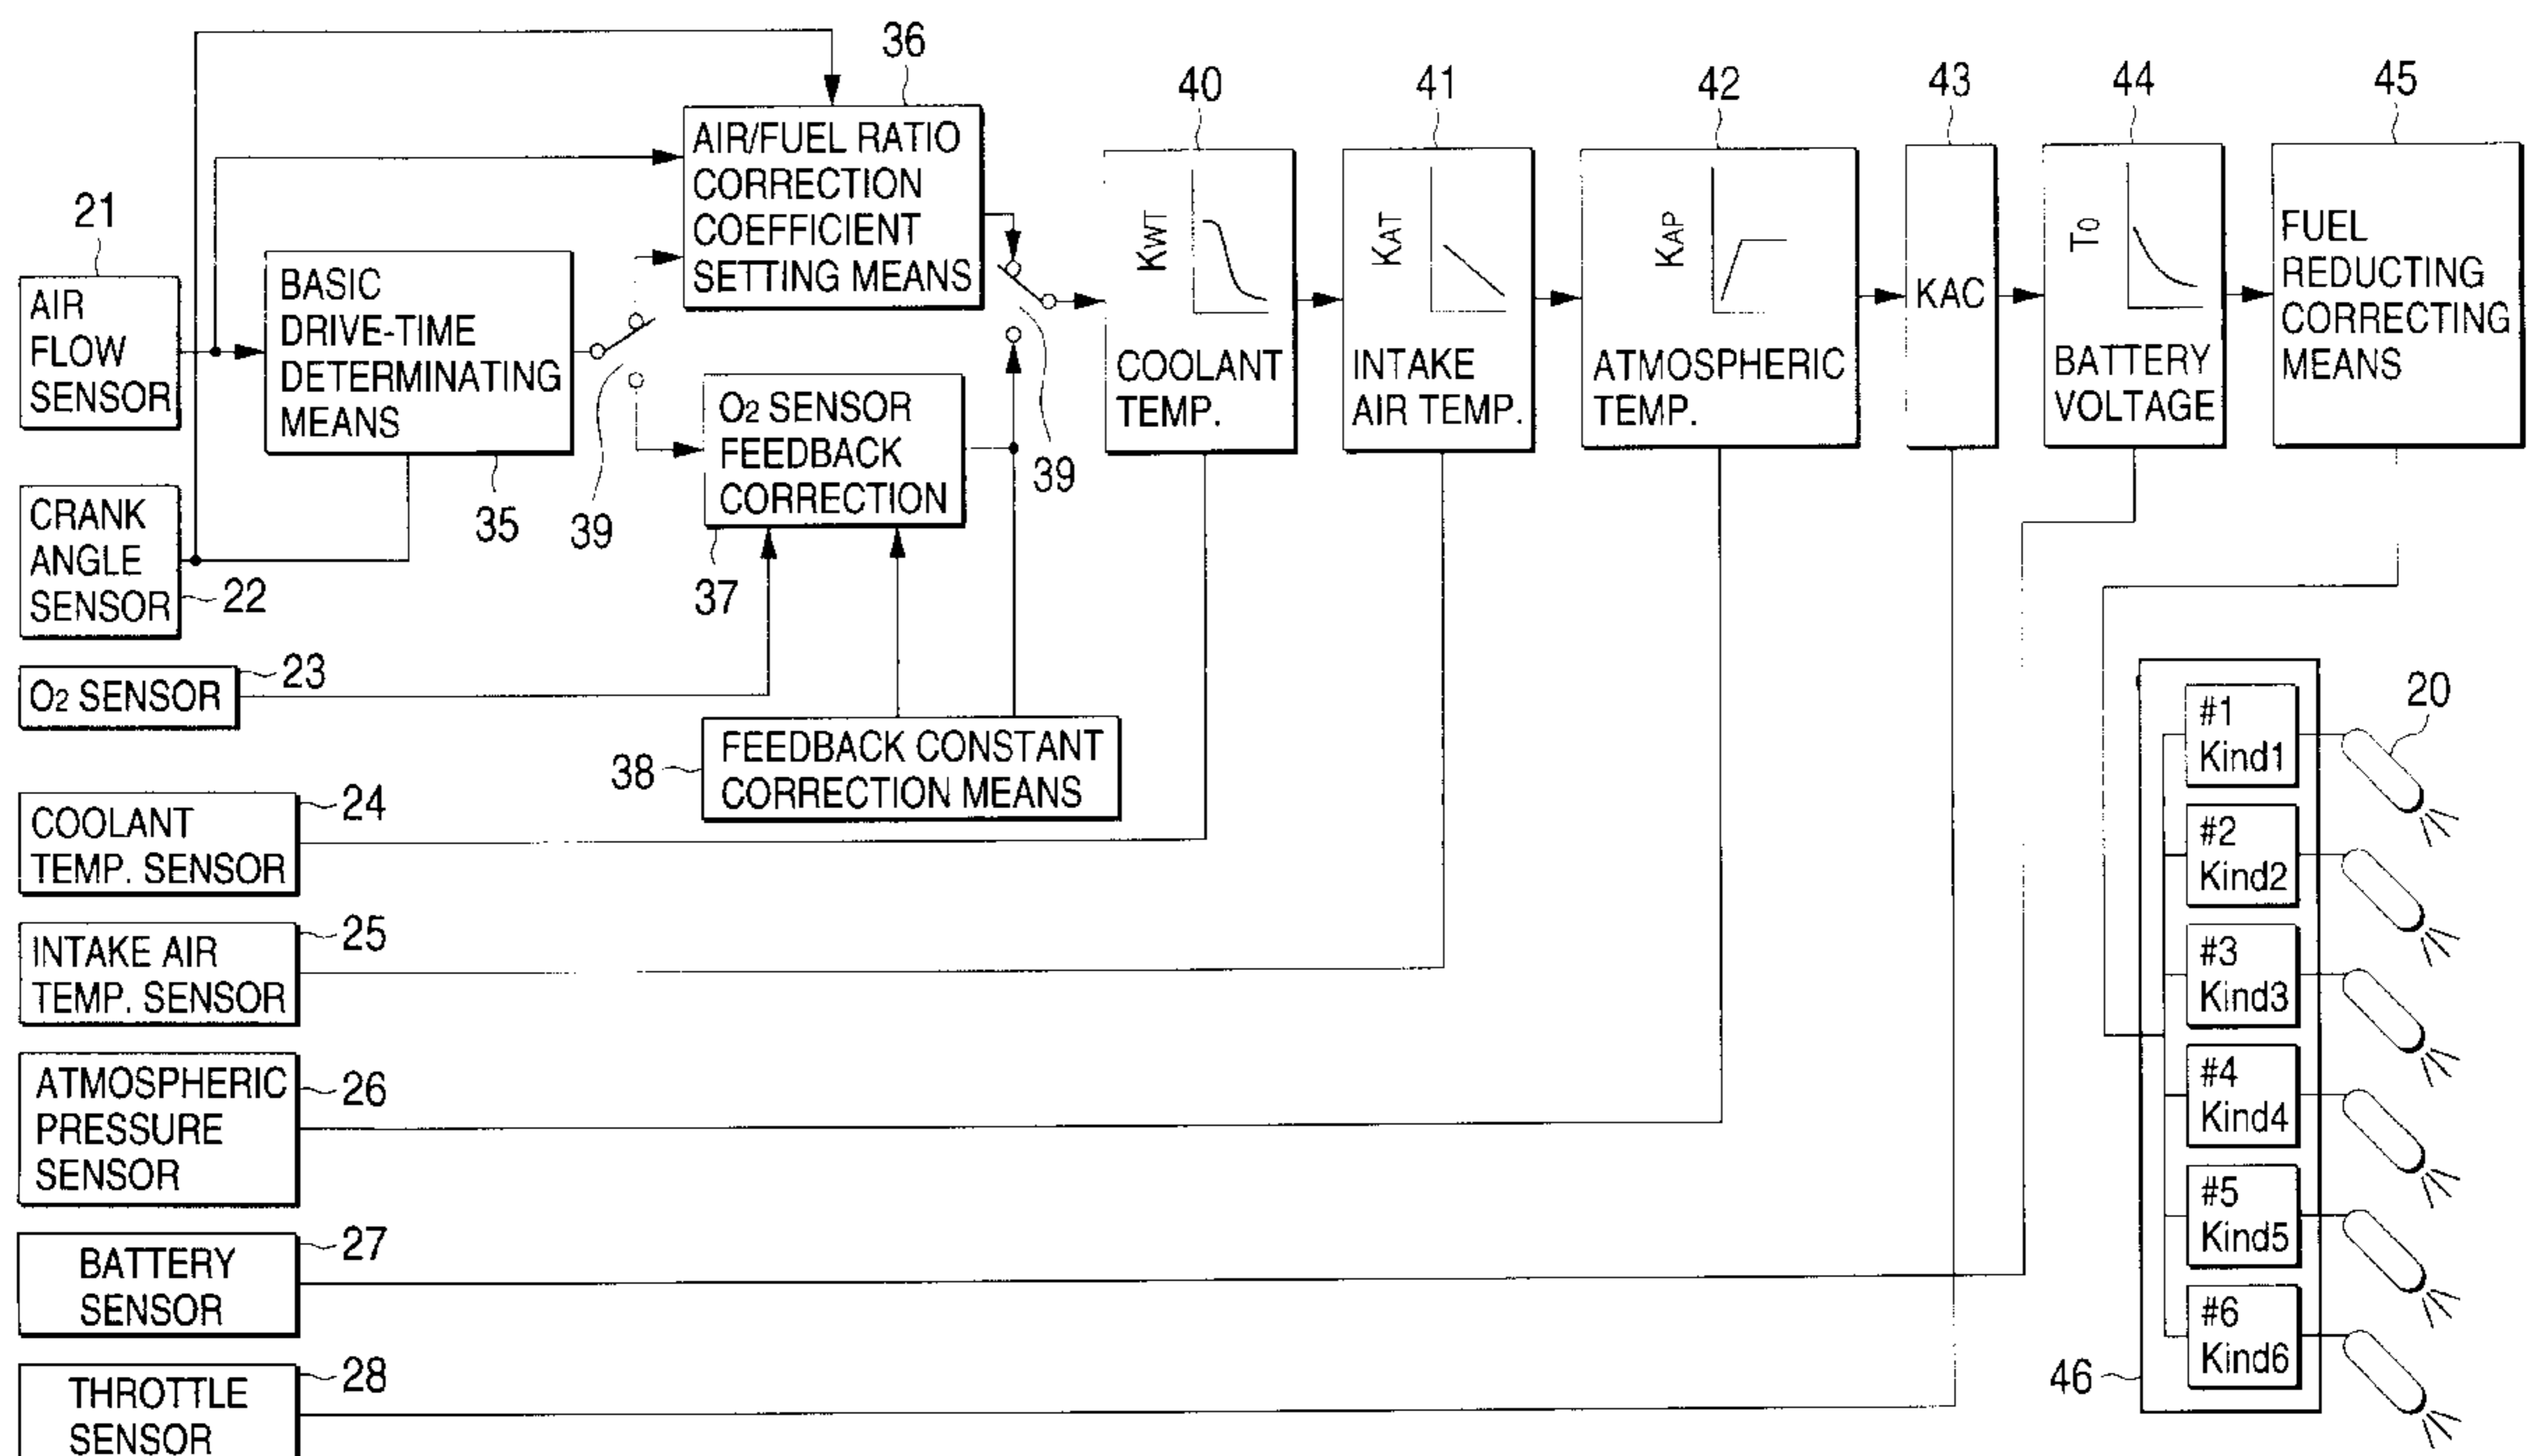 36
40
41
42
43
44
45
21
AIR
FLOW
SENSOR
BASIC
DRIVE-TIME
DETERMINATING
MEANS
35
39
AIR/FUEL RATIO
CORRECTION
COEFFICIENT
SETTING MEANS
39
KWT
COOLANT
TEMP.
KAT
INTAKE
AIR TEMP.
KAP
ATMOSPHERIC
TEMP.
KAC
T0
BATTERY
VOLTAGE
FUEL
REDUCTING
CORRECTING
MEANS
O2 SENSOR
FEEDBACK
CORRECTION
37
CRANK
ANGLE
SENSOR
22
O2 SENSOR
23
38
FEEDBACK CONSTANT
CORRECTION MEANS
COOLANT
TEMP. SENSOR
24
INTAKE AIR
TEMP. SENSOR
25
ATMOSPHERIC
PRESSURE
SENSOR
26
BATTERY
SENSOR
27
THROTTLE
SENSOR
28
20
#1
Kind1
#2
Kind2
#3
Kind3
#4
Kind4
#5
Kind5
#6
Kind6
46